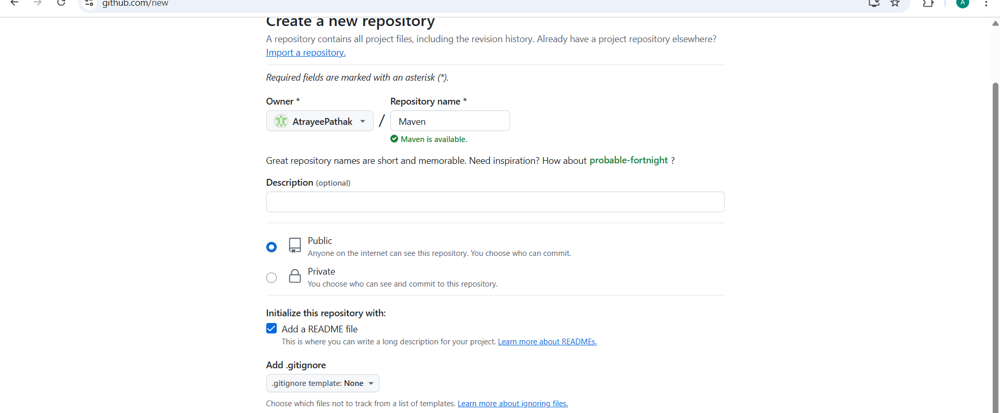 github.com/new
A
Create a new repository
A repository contains all project files, including the revision history. Already have a project repository elsewhere?
Import a repository.
Required fields are marked with an asterisk (*).
Owner * Repository name *
AtrayeePathak / Maven
Maven is available.
Great repository names are short and memorable. Need inspiration? How about probable-fortnight ?
Description (optional)
Public
Anyone on the internet can see this repository. You choose who can commit.
Private
You choose who can see and commit to this repository.
Initialize this repository with:
Add a README file
This is where you can write a long description for your project. Learn more about READMEs.
Add .gitignore
.gitignore template: None
Choose which files not to track from a list of templates. Learn more about ignoring files.